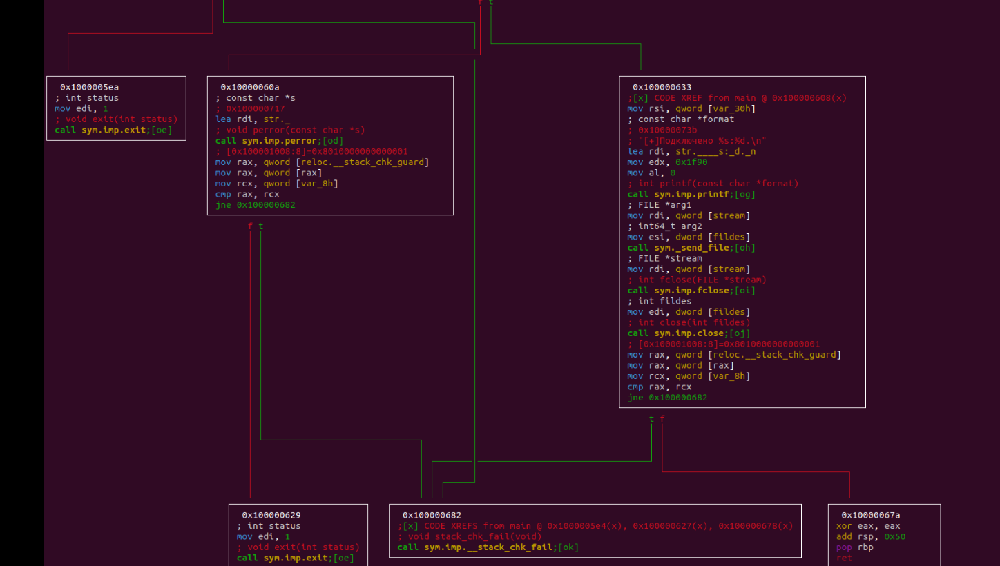 f t
0x1000005ea
; int status
mov edi, 1
; void exit(int status)
call sym.imp.exit;[oe]
0x10000060a
; const char *s
; 0x100000717
lea rdi, str._
; void perror(const char *s)
call sym.imp.perror;[od]
; [0x100001008:8]=0x8010000000000001
mov rax, qword [reloc.__stack_chk_guard]
mov rax, qword [rax]
mov rcx, qword [var_8h]
cmp rax, rcx
jne 0x100000682
f t
0x100000633
;[x] CODE XREF from main @ 0x100000608(x)
mov rsi, qword [var_30h]
; const char *format
; 0x10000073b
; "[+]Подключено %s:%d.\n"
lea rdi, str.____s:_d._n
mov edx, 0x1f90
mov al, 0
; int printf(const char *format)
call sym.imp.printf;[og]
; FILE *arg1
mov rdi, qword [stream]
; int64_t arg2
mov esi, dword [fildes]
call sym._send_file;[oh]
; FILE *stream
mov rdi, qword [stream]
; int fclose(FILE *stream)
call sym.imp.fclose;[oi]
; int fildes
mov edi, dword [fildes]
; int close(int fildes)
call sym.imp.close;[oj]
; [0x100001008:8]=0x8010000000000001
mov rax, qword [reloc.__stack_chk_guard]
mov rax, qword [rax]
mov rcx, qword [var_8h]
cmp rax, rcx
jne 0x100000682
t f
0x100000629
; int status
mov edi, 1
; void exit(int status)
call sym.imp.exit;[oe]
0x100000682
;[x] CODE XREFS from main @ 0x1000005e4(x), 0x100000627(x), 0x100000678(x)
; void stack_chk_fail(void)
call sym.imp.__stack_chk_fail;[ok]
0x10000067a
xor eax, eax
add rsp, 0x50
pop rbp
ret